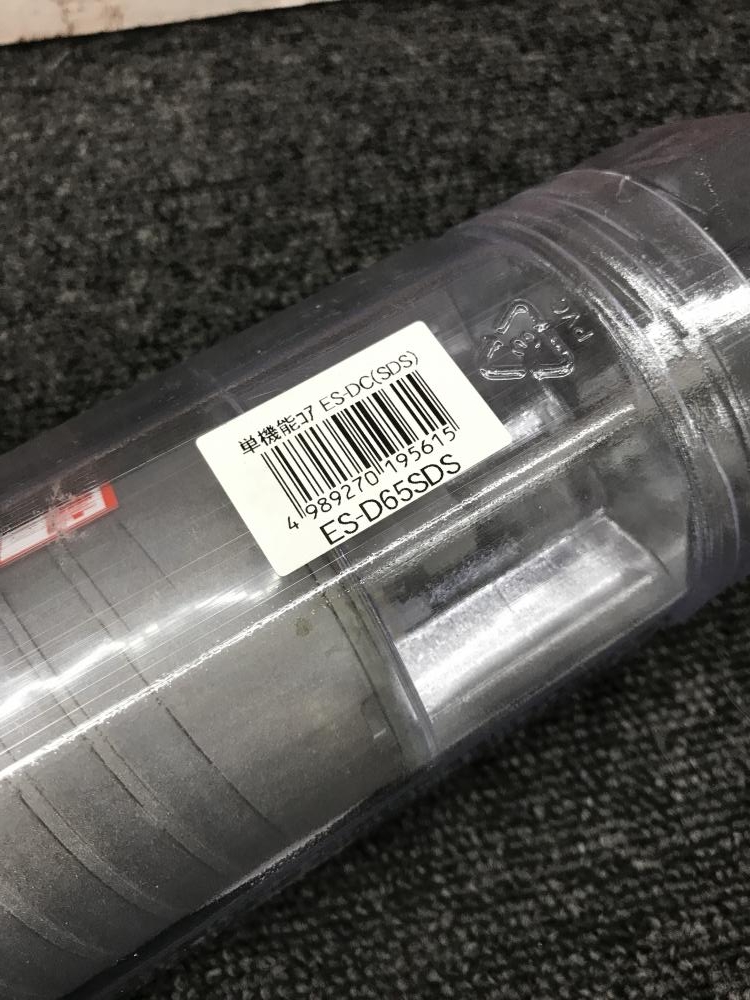 単機能ｺｱ ES-DC(SDS)
4 989270 195615
ES-D65SDS
PVC